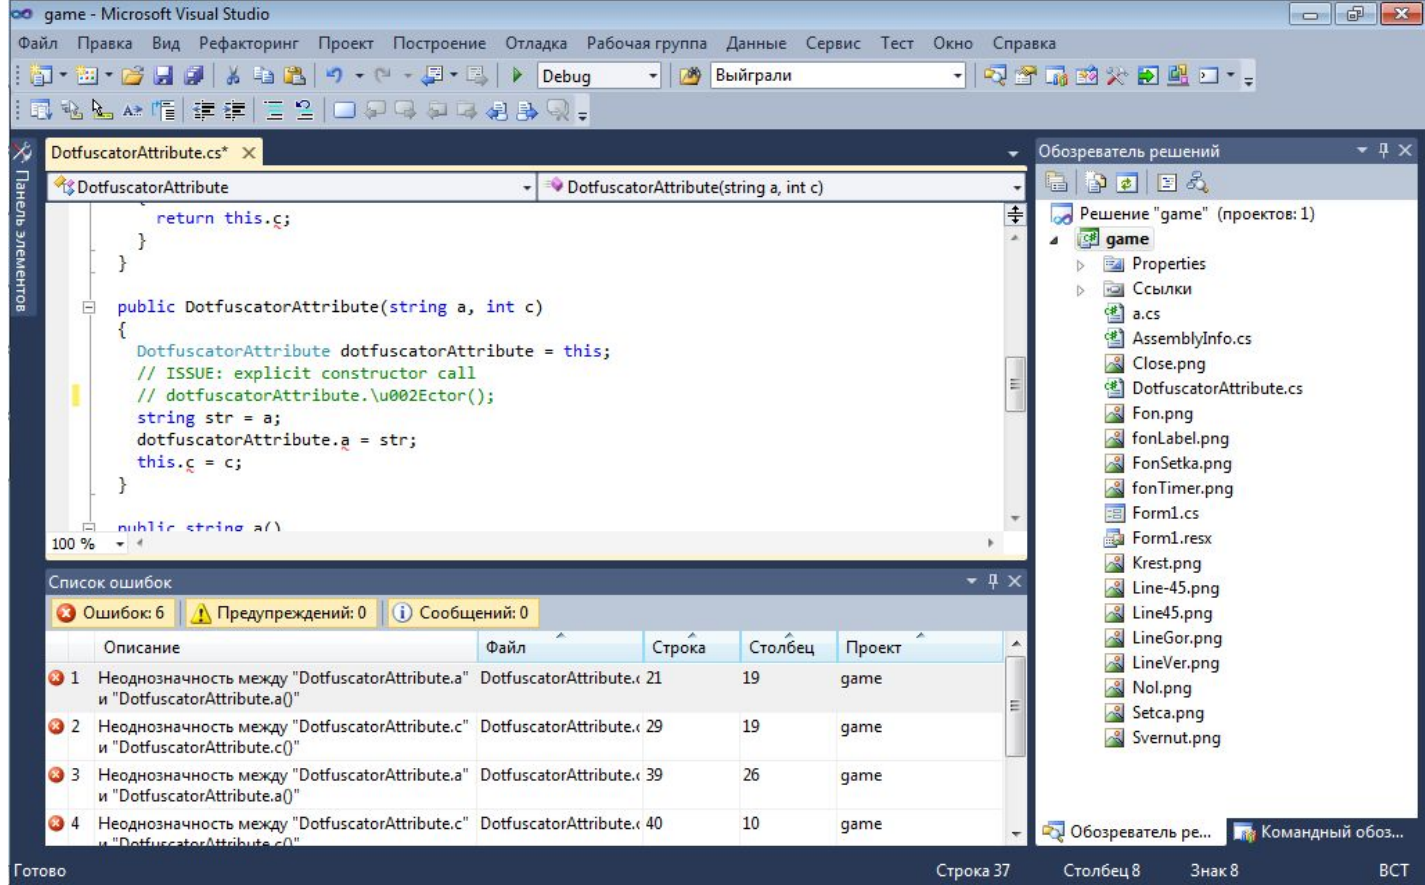 game - Microsoft Visual Studio
Файл Правка Вид Рефакторинг Проект Построение Отладка Рабочая группа Данные Сервис Тест Окно Справка
Debug Выйграли
Панель элементов
DotfuscatorAttribute.cs*
DotfuscatorAttribute DotfuscatorAttribute(string a, int c)
{
return this.c;
}
}
public DotfuscatorAttribute(string a, int c)
{
DotfuscatorAttribute dotfuscatorAttribute = this;
// ISSUE: explicit constructor call
// dotfuscatorAttribute.\u002Ector();
string str = a;
dotfuscatorAttribute.a = str;
this.c = c;
}
public string a()
100 %
Список ошибок
Ошибок: 6 Предупреждений: 0 Сообщений: 0
Описание Файл Строка Столбец Проект
1 Неоднозначность между "DotfuscatorAttribute.a" DotfuscatorAttribute.c 21 19 game
и "DotfuscatorAttribute.a()"
2 Неоднозначность между "DotfuscatorAttribute.c" DotfuscatorAttribute.c 29 19 game
и "DotfuscatorAttribute.c()"
3 Неоднозначность между "DotfuscatorAttribute.a" DotfuscatorAttribute.c 39 26 game
и "DotfuscatorAttribute.a()"
4 Неоднозначность между "DotfuscatorAttribute.c" DotfuscatorAttribute.c 40 10 game
и "DotfuscatorAttribute.c()"
Обозреватель решений
Решение "game" (проектов: 1)
game
Properties
Ссылки
a.cs
AssemblyInfo.cs
Close.png
DotfuscatorAttribute.cs
Fon.png
fonLabel.png
FonSetka.png
fonTimer.png
Form1.cs
Form1.resx
Krest.png
Line-45.png
Line45.png
LineGor.png
LineVer.png
Nol.png
Setca.png
Svernut.png
Обозреватель ре... Командный обоз...
Готово Строка 37 Столбец 8 Знак 8 ВСТ